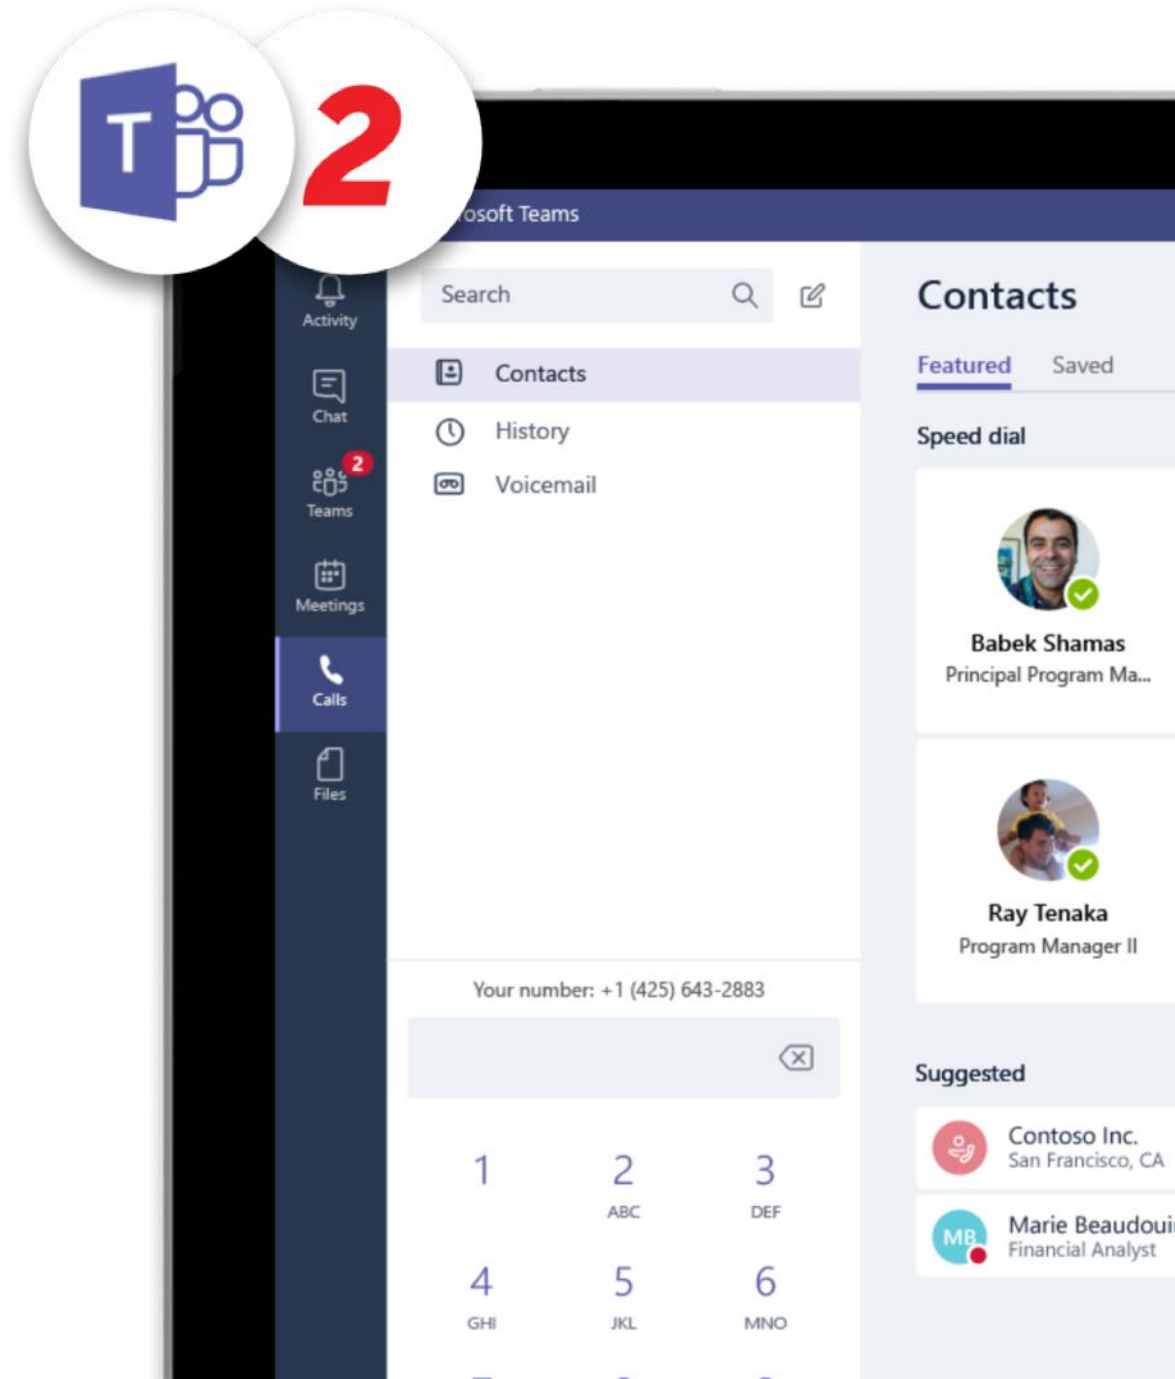 T
2
osoft Teams
Activity
Chat
2
Teams
Meetings
Calls
Files
Search
Contacts
History
Voicemail
Your number: +1 (425) 643-2883
1
2
3
ABC
DEF
4
5
6
GHI
JKL
MNO
Contacts
Featured Saved
Speed dial
Babek Shamas
Principal Program Ma...
Ray Tenaka
Program Manager II
Suggested
Contoso Inc.
San Francisco, CA
MB
Marie Beaudoui
Financial Analyst